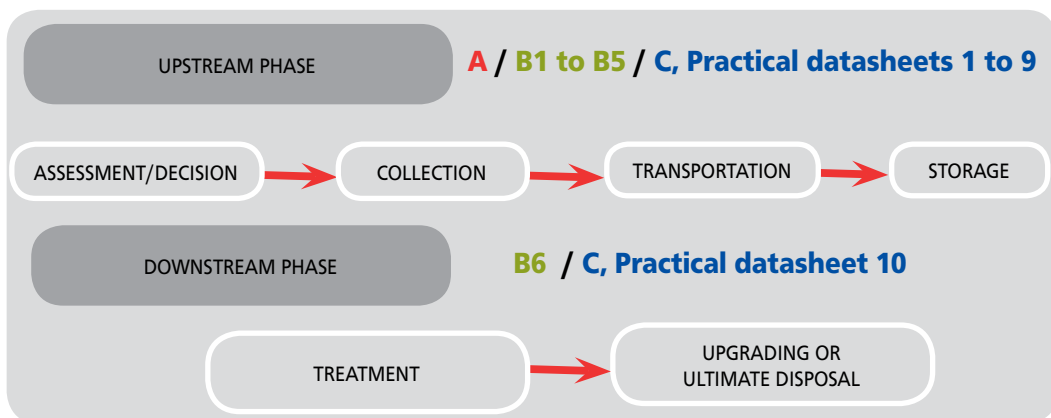 UPSTREAM PHASE
A / B1 to B5 / C, Practical datasheets 1 to 9
ASSESSMENT/DECISION
COLLECTION
TRANSPORTATION
STORAGE
DOWNSTREAM PHASE
B6 / C, Practical datasheet 10
TREATMENT
UPGRADING OR
ULTIMATE DISPOSAL